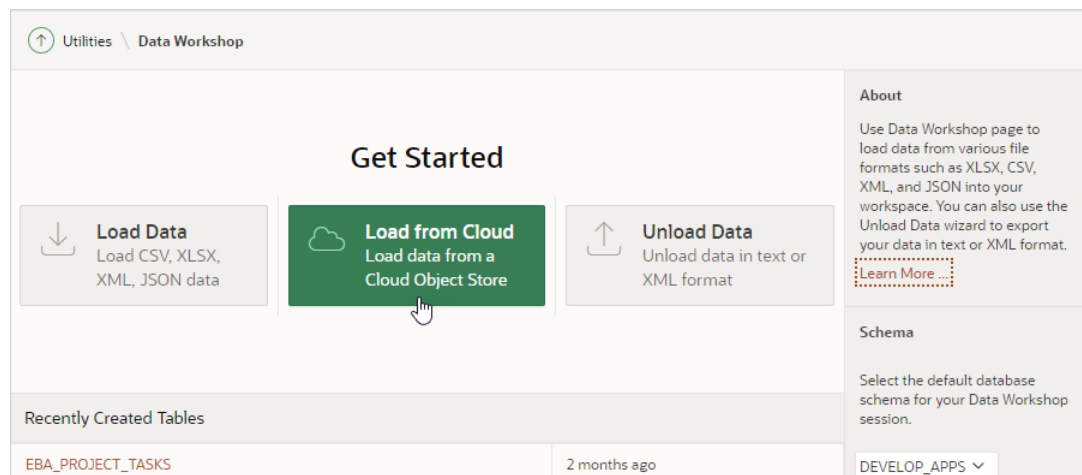 Utilities \ Data Workshop
Get Started
Load Data
Load CSV, XLSX,
XML, JSON data
Load from Cloud
Load data from a
Cloud Object Store
Unload Data
Unload data in text or
XML format
Recently Created Tables
EBA_PROJECT_TASKS 2 months ago
About
Use Data Workshop page to
load data from various file
formats such as XLSX, CSV,
XML, and JSON into your
workspace. You can also use the
Unload Data wizard to export
your data in text or XML format.
Learn More ...
Schema
Select the default database
schema for your Data Workshop
session.
DEVELOP_APPS